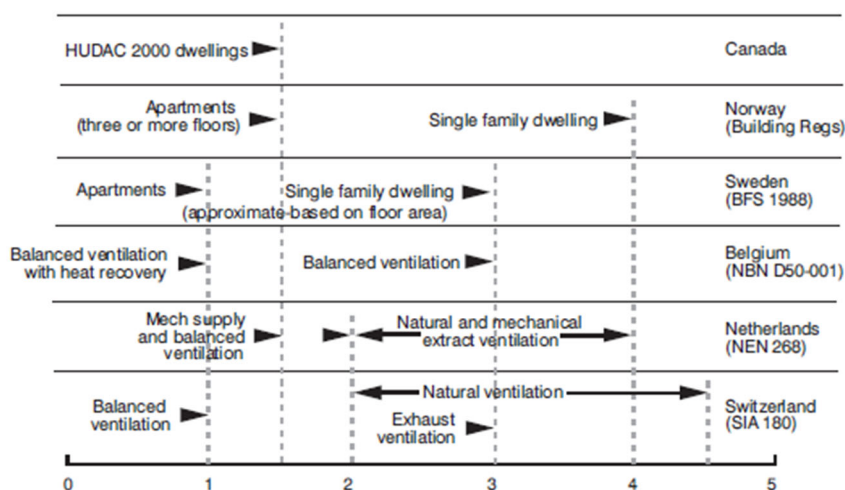 HUDAC 2000 dwellings
Canada
Apartments
(three or more floors)
Single family dwelling
Norway
(Building Regs)
Apartments
Single family dwelling
(approximate-based on floor area)
Sweden
(BFS 1988)
Balanced ventilation
with heat recovery
Balanced ventilation
Belgium
(NBN D50-001)
Mech supply
and balanced
ventilation
Natural and mechanical
extract ventilation
Netherlands
(NEN 268)
Balanced
ventilation
Natural ventilation
Exhaust
ventilation
Switzerland
(SIA 180)
0 1 2 3 4 5